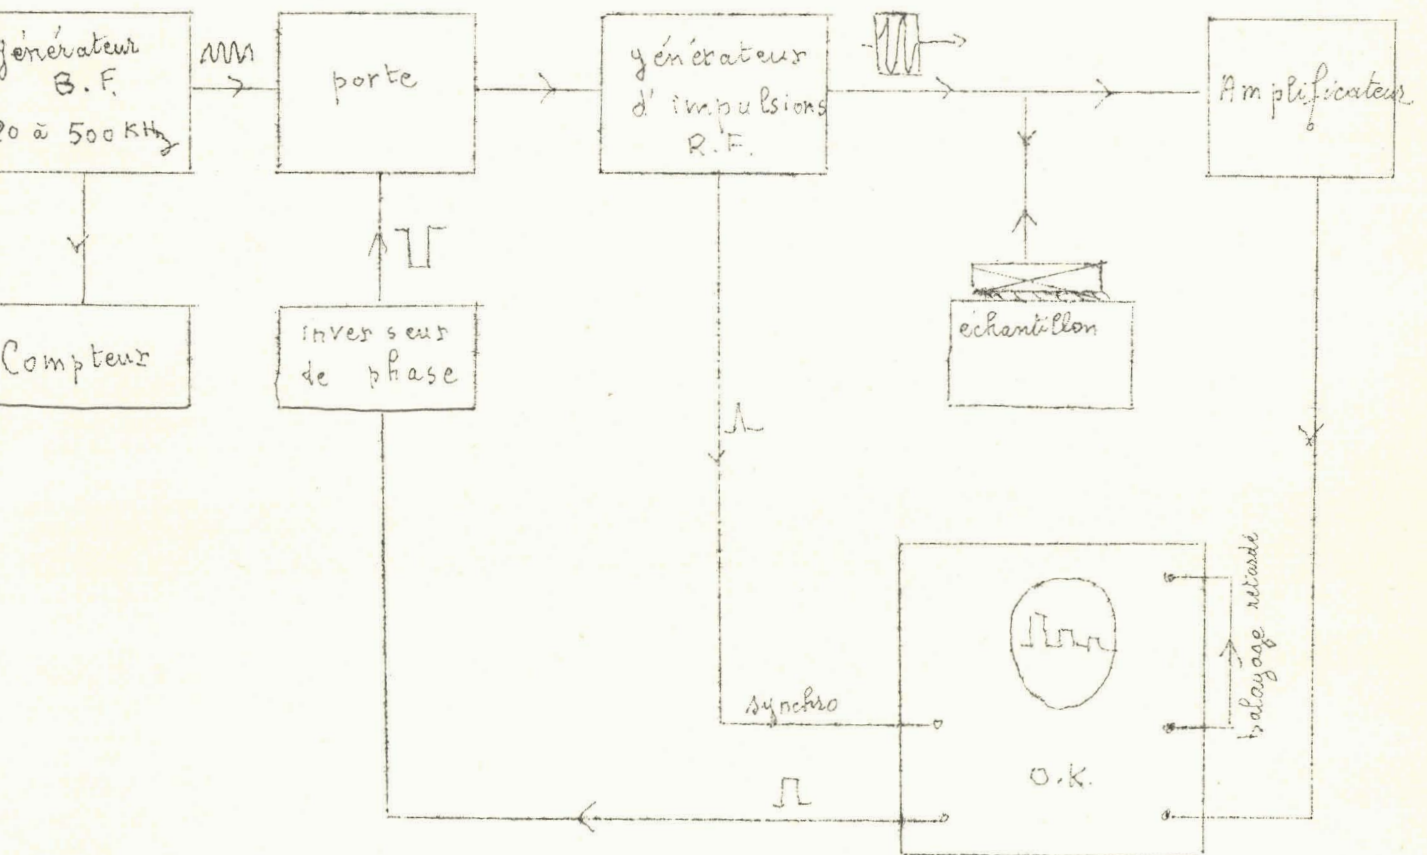 générateur
B.F.
20 à 500 KHz
porte
générateur
d'impulsions
R.F.
Amplificateur
Compteur
inverseur
de phase
échantillon
balayage retardé
synchro
O.K.